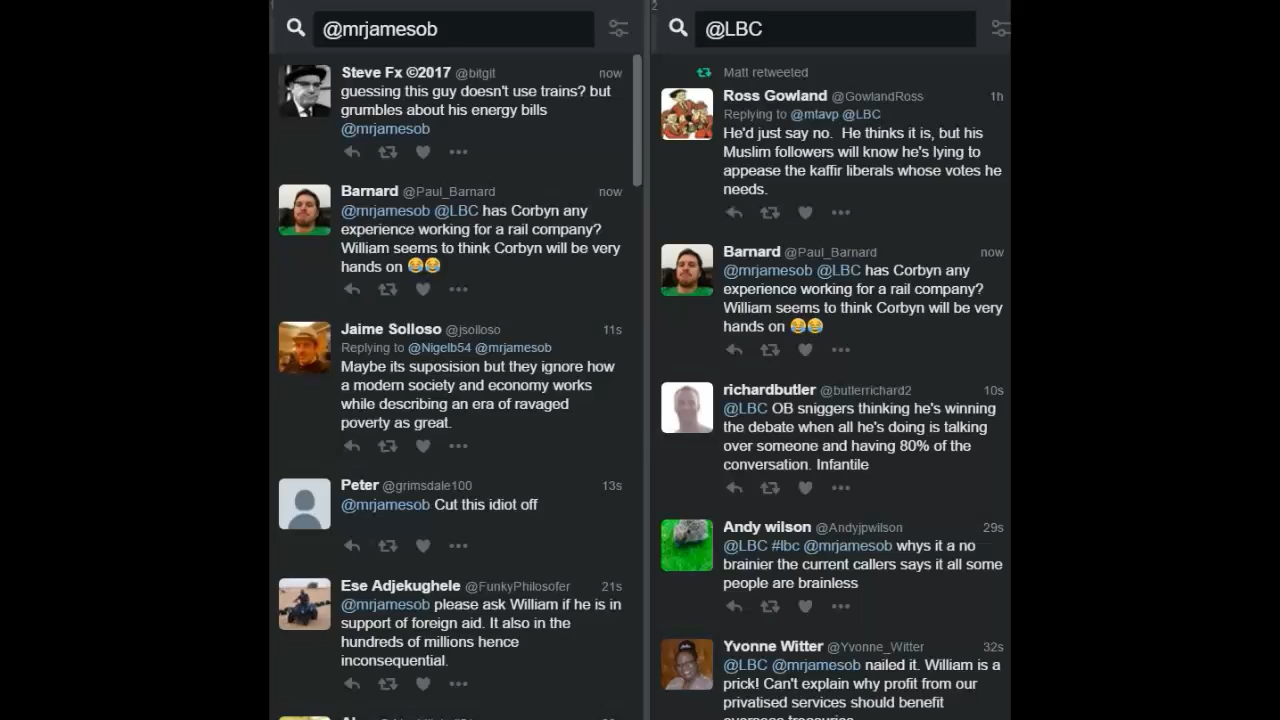 1
@mrjamesob
Steve Fx ©2017 @bitgit now
guessing this guy doesn't use trains? but
grumbles about his energy bills
@mrjamesob
Barnard @Paul_Barnard now
@mrjamesob @LBC has Corbyn any
experience working for a rail company?
William seems to think Corbyn will be very
hands on 😂😂
Jaime Solloso @jsolloso 11s
Replying to @Nigelb54 @mrjamesob
Maybe its suposision but they ignore how
a modern society and economy works
while describing an era of ravaged
poverty as great.
Peter @grimsdale100 13s
@mrjamesob Cut this idiot off
Ese Adjekughele @FunkyPhilosofer 21s
@mrjamesob please ask William if he is in
support of foreign aid. It also in the
hundreds of millions hence
inconsequential.
2
@LBC
Matt retweeted
Ross Gowland @GowlandRoss 1h
Replying to @mtavp @LBC
He'd just say no. He thinks it is, but his
Muslim followers will know he's lying to
appease the kaffir liberals whose votes he
needs.
Barnard @Paul_Barnard now
@mrjamesob @LBC has Corbyn any
experience working for a rail company?
William seems to think Corbyn will be very
hands on 😂😂
richardbutler @butlerrichard2 10s
@LBC OB sniggers thinking he's winning
the debate when all he's doing is talking
over someone and having 80% of the
conversation. Infantile
Andy wilson @Andyjpwilson 29s
@LBC #lbc @mrjamesob whys it a no
brainier the current callers says it all some
people are brainless
Yvonne Witter @Yvonne_Witter 32s
@LBC @mrjamesob nailed it. William is a
prick! Can't explain why profit from our
privatised services should benefit
overseas treasuries